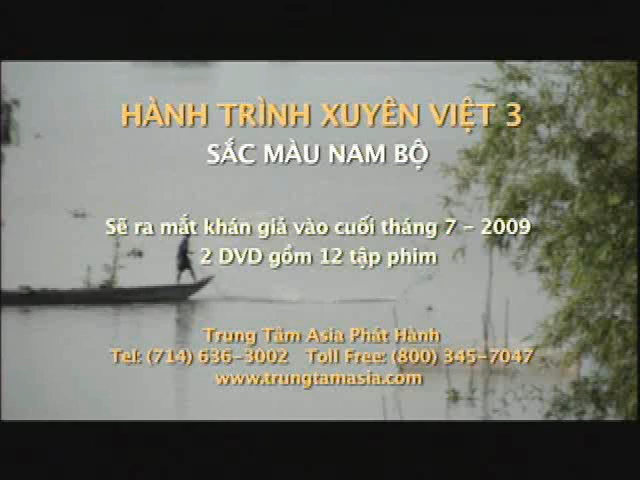 HÀNH TRÌNH XUYÊN VIỆT 3
SẮC MÀU NAM BỘ
Sẽ ra mắt khán giả vào cuối tháng 7 - 2009
2 DVD gồm 12 tập phim
Trung Tâm Asia Phát Hành
Tel: (714) 636-3002 Toll Free: (800) 345-7047
www.trungtamasia.com